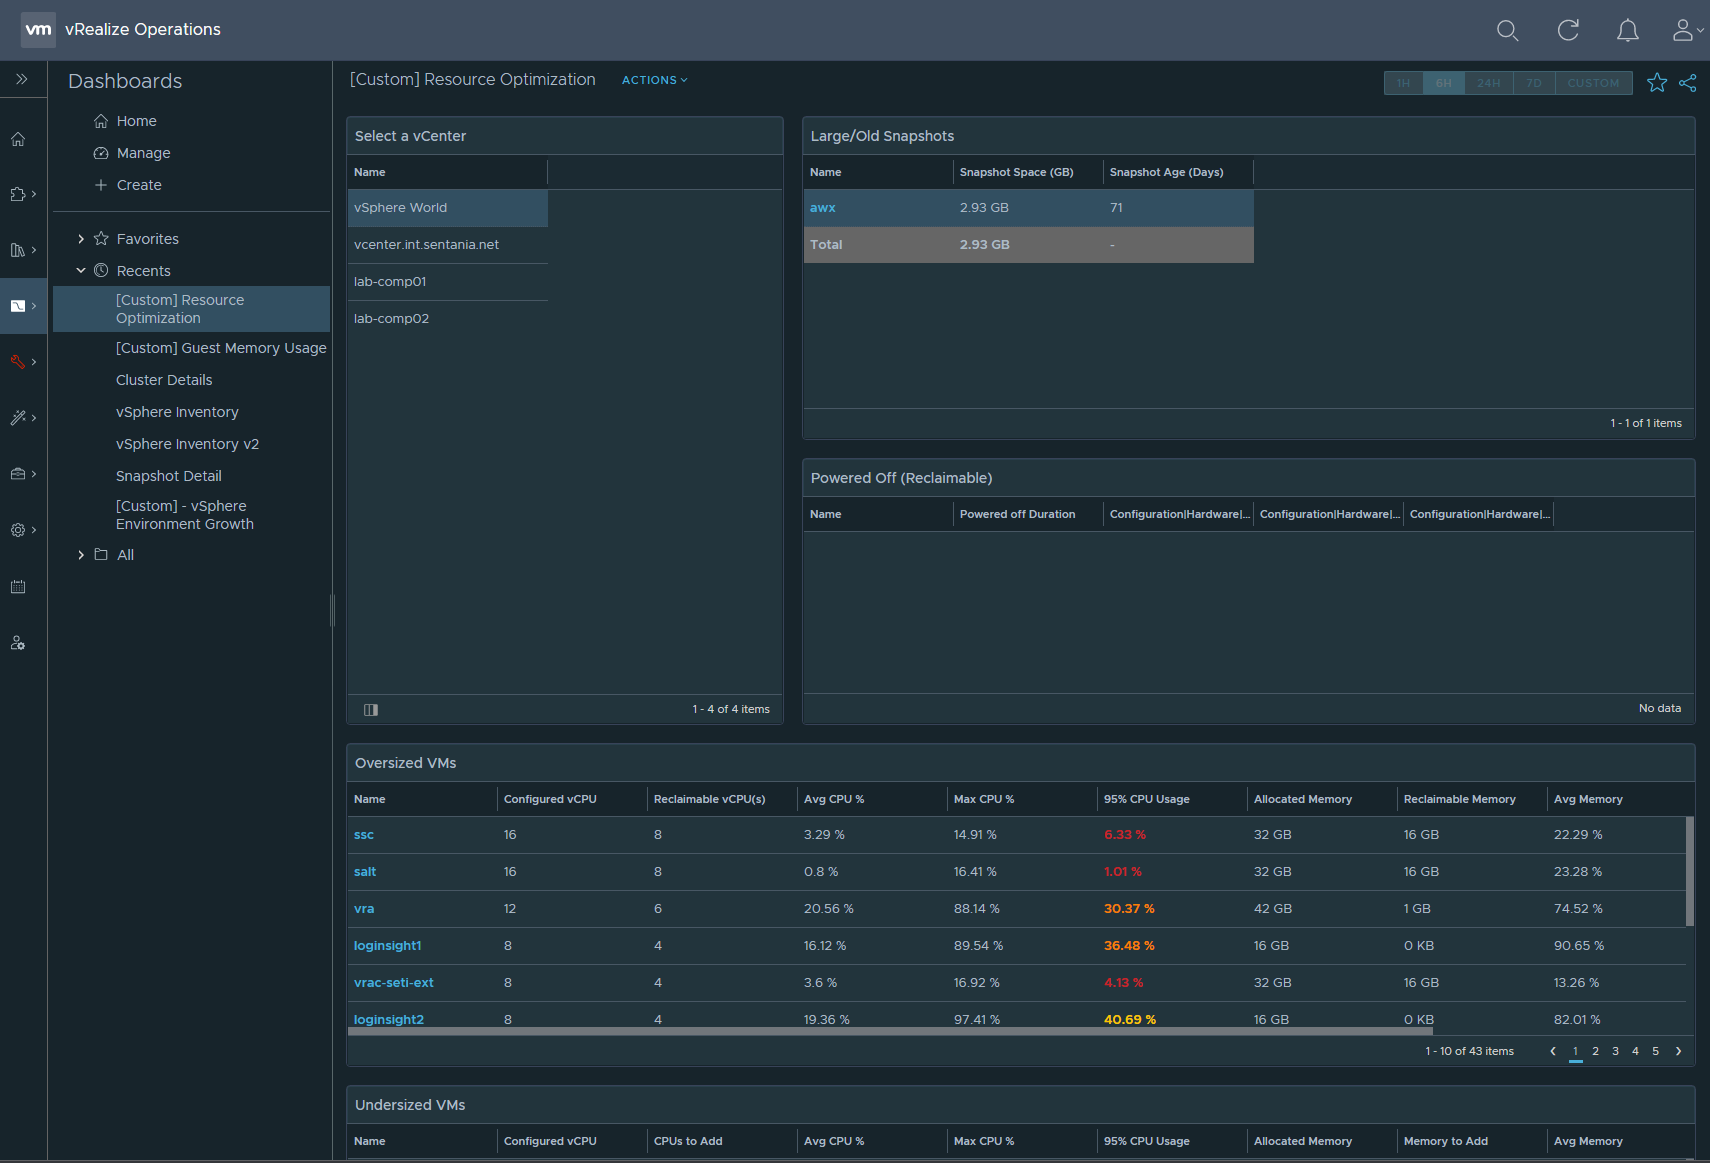 vm vRealize Operations
Dashboards
Home
Manage
Create
Favorites
Recents
[Custom] Resource
Optimization
[Custom] Guest Memory Usage
Cluster Details
vSphere Inventory
vSphere Inventory v2
Snapshot Detail
[Custom] - vSphere
Environment Growth
All
[Custom] Resource Optimization ACTIONS
1H 6H 24H 7D CUSTOM
Select a vCenter
Name
vSphere World
vcenter.int.sentania.net
lab-comp01
lab-comp02
1 - 4 of 4 items
Large/Old Snapshots
Name Snapshot Space (GB) Snapshot Age (Days)
awx 2.93 GB 71
Total 2.93 GB -
1 - 1 of 1 items
Powered Off (Reclaimable)
Name Powered off Duration Configuration|Hardware|... Configuration|Hardware|... Configuration|Hardware|...
No data
Oversized VMs
Name Configured vCPU Reclaimable vCPU(s) Avg CPU % Max CPU % 95% CPU Usage Allocated Memory Reclaimable Memory Avg Memory
ssc 16 8 3.29 % 14.91 % 6.33 % 32 GB 16 GB 22.29 %
salt 16 8 0.8 % 16.41 % 1.01 % 32 GB 16 GB 23.28 %
vra 12 6 20.56 % 88.14 % 30.37 % 42 GB 1 GB 74.52 %
loginsight1 8 4 16.12 % 89.54 % 36.48 % 16 GB 0 KB 90.65 %
vrac-seti-ext 8 4 3.6 % 16.92 % 4.13 % 32 GB 16 GB 13.26 %
loginsight2 8 4 19.36 % 97.41 % 40.69 % 16 GB 0 KB 82.01 %
1 - 10 of 43 items 1 2 3 4 5
Undersized VMs
Name Configured vCPU CPUs to Add Avg CPU % Max CPU % 95% CPU Usage Allocated Memory Memory to Add Avg Memory